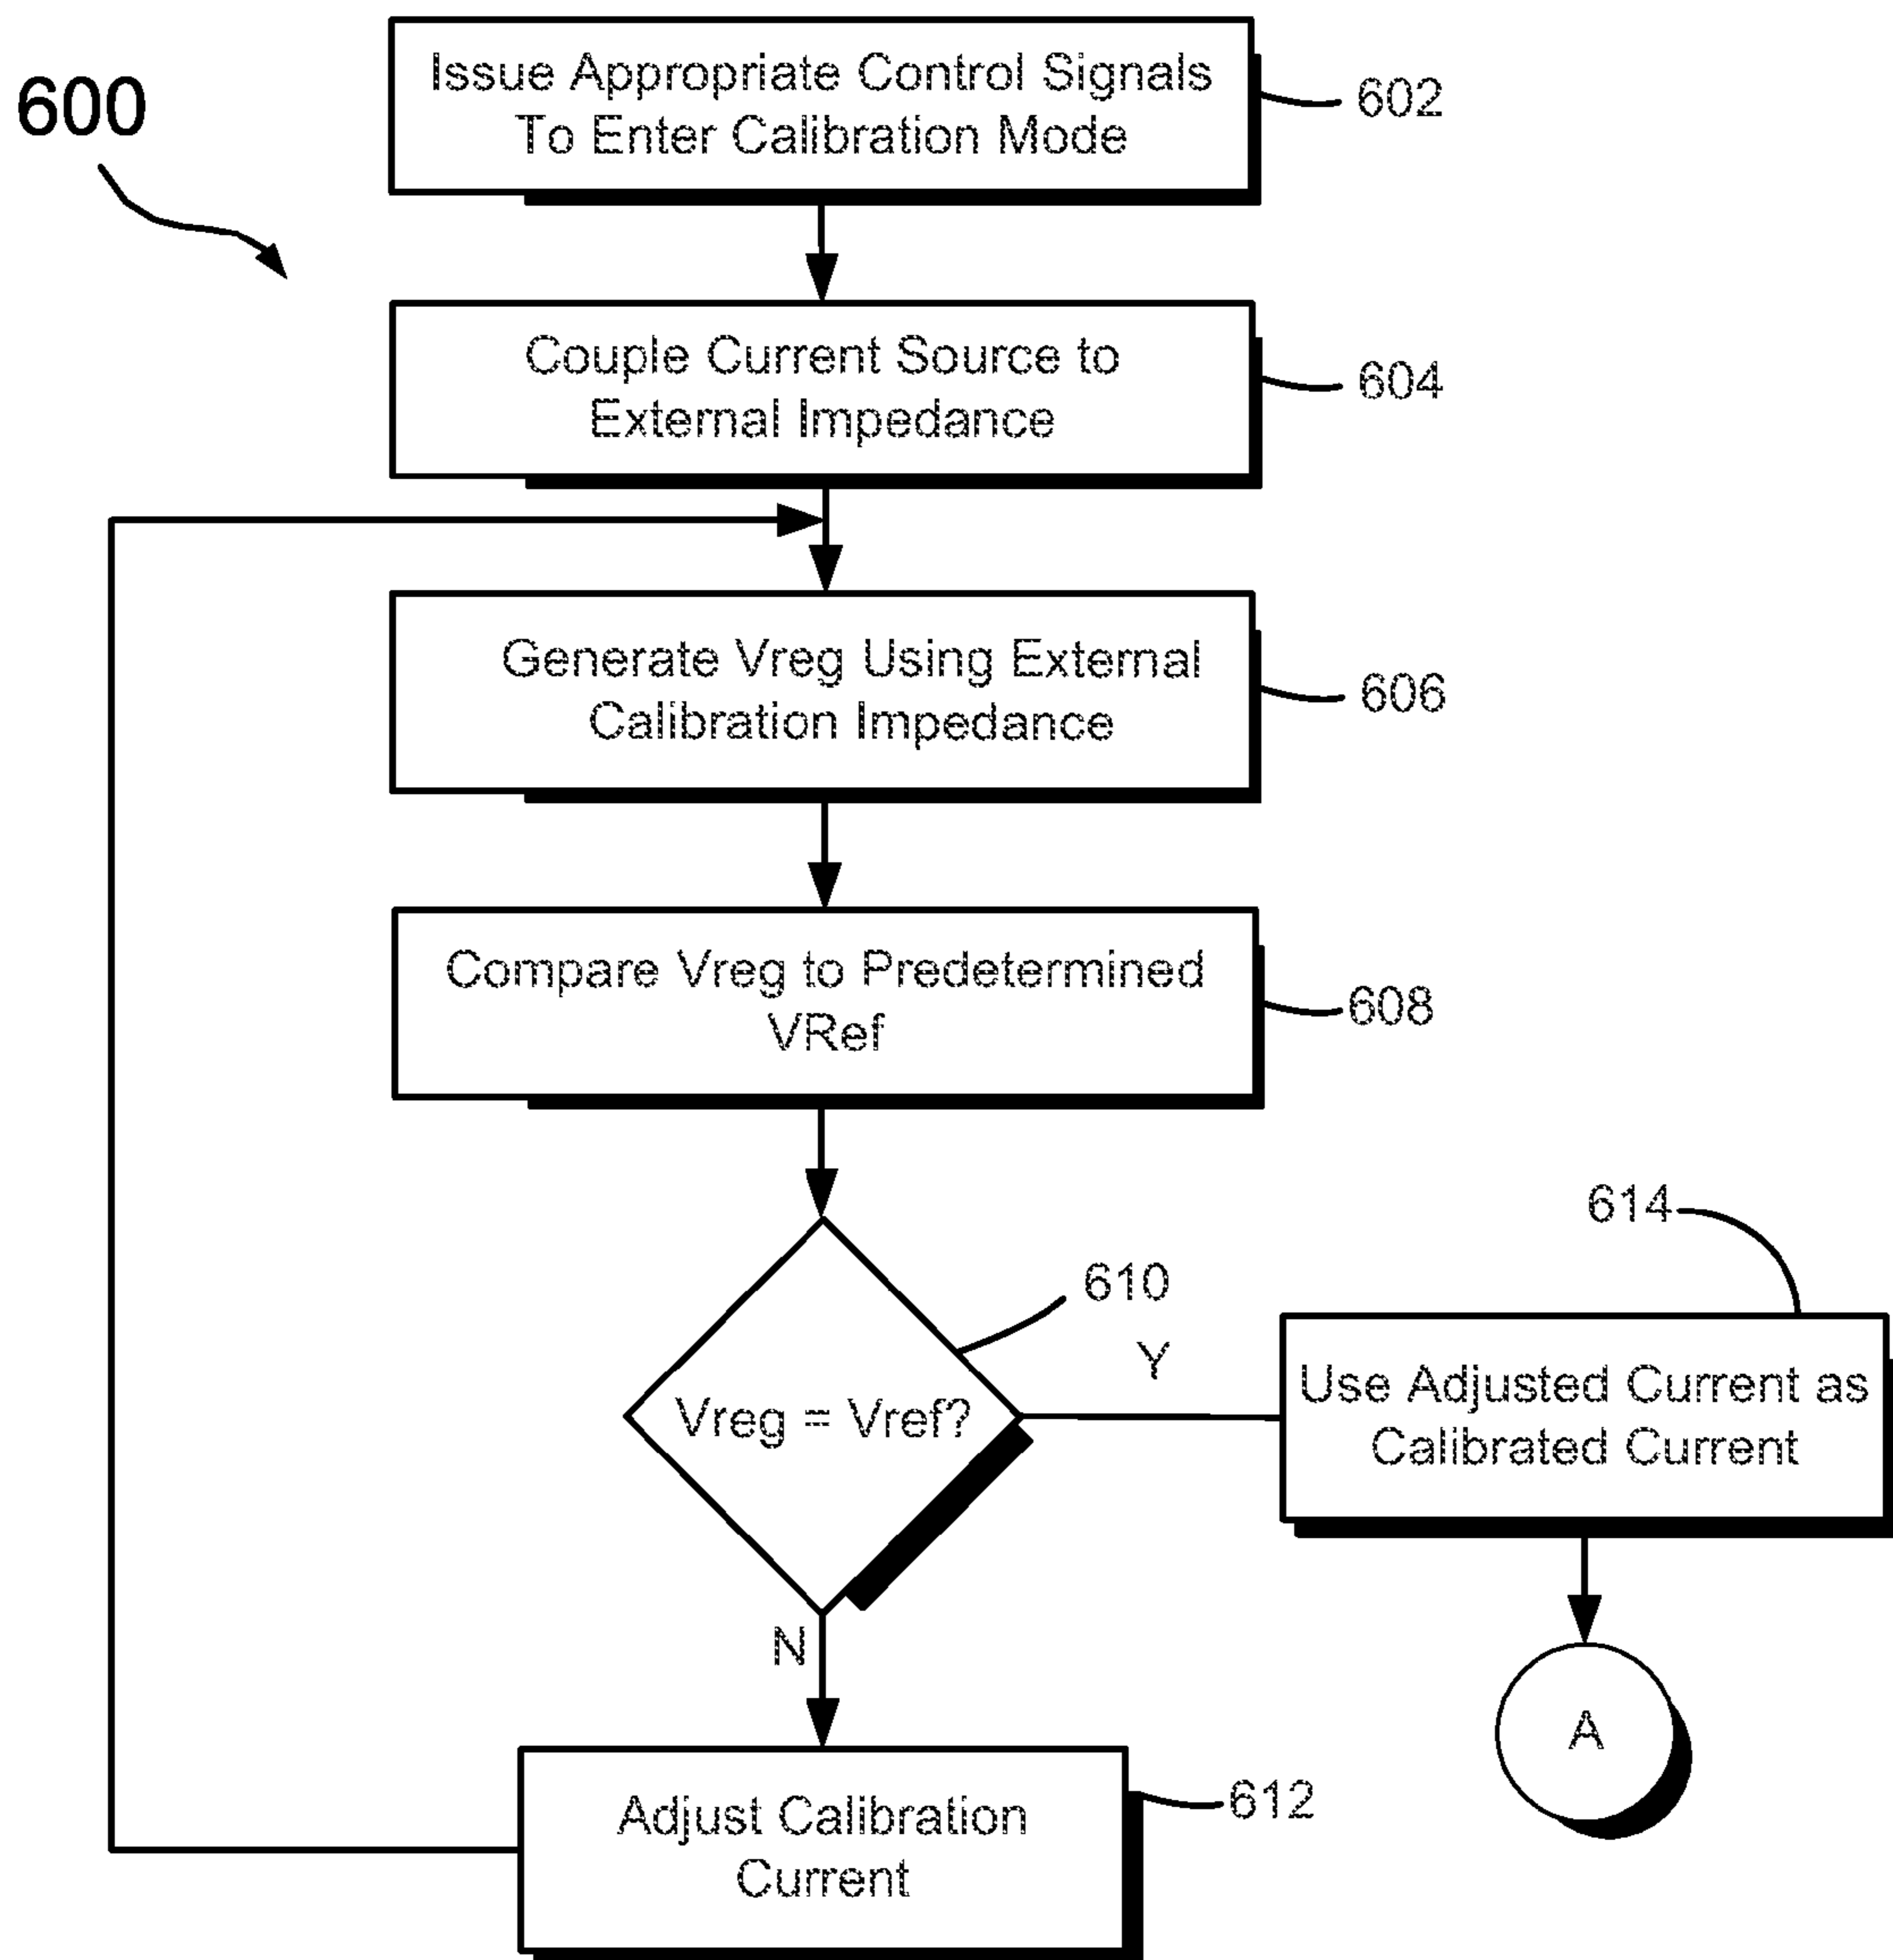 600
Issue Appropriate Control Signals
To Enter Calibration Mode
602
Couple Current Source to
External Impedance
604
Generate Vreg Using External
Calibration Impedance
606
Compare Vreg to Predetermined
VRef
608
Vreg = Vref?
610
Y
614
Use Adjusted Current as
Calibrated Current
N
A
Adjust Calibration
Current
612